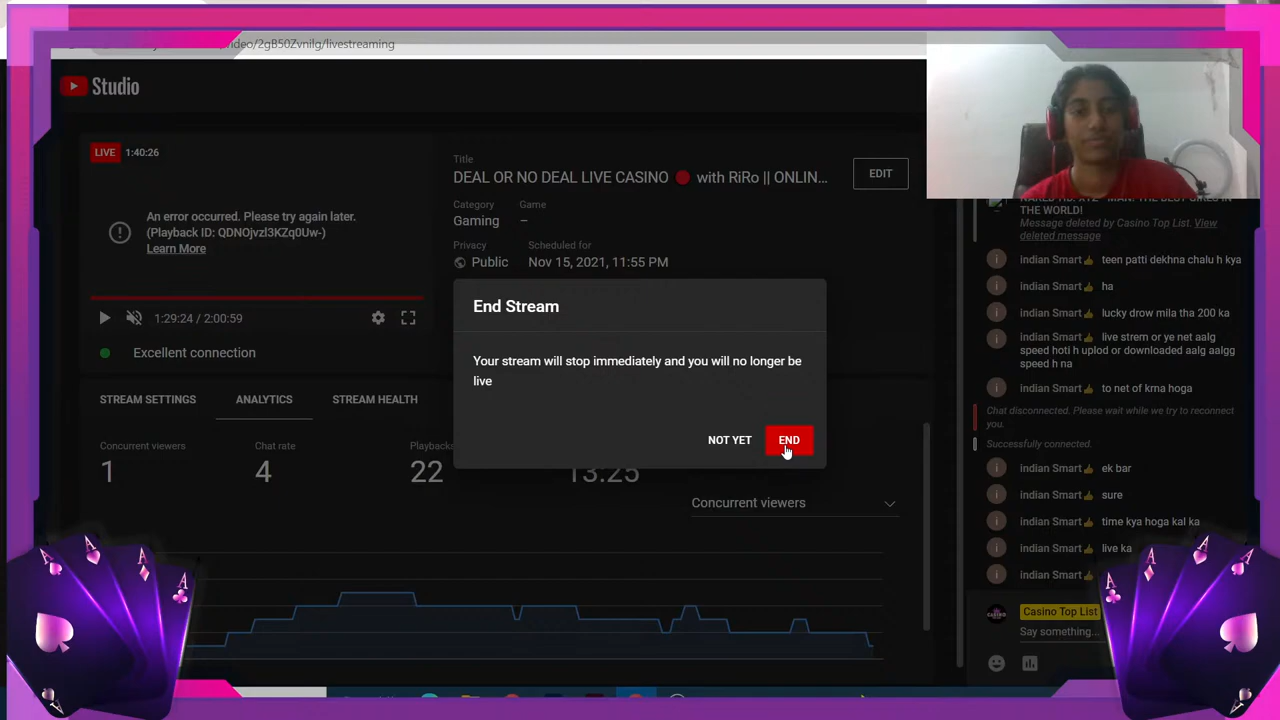 video/2gB50Zvnilg/livestreaming
Studio
LIVE 1:40:26
An error occurred. Please try again later.
(Playback ID: QDNOjvzl3KZq0Uw-)
Learn More
1:29:24 / 2:00:59
Excellent connection
Title
DEAL OR NO DEAL LIVE CASINO 🔴 with RiRo || ONLIN...
EDIT
Category Game
Gaming –
Privacy Scheduled for
Public Nov 15, 2021, 11:55 PM
End Stream
Your stream will stop immediately and you will no longer be
live
NOT YET END
STREAM SETTINGS ANALYTICS STREAM HEALTH
Concurrent viewers Chat rate Playbacks
1 4 22 13:25
Concurrent viewers
THE BEST GIRLS IN
THE WORLD!
Message deleted by Casino Top List. View
deleted message
indian Smart👍 teen patti dekhna chalu h kya
indian Smart👍 ha
indian Smart👍 lucky drow mila tha 200 ka
indian Smart👍 live strem or ye net aalg
speed hoti h uplod or downloaded aalg aalgg
speed h na
indian Smart👍 to net of krna hoga
Chat disconnected. Please wait while we try to reconnect
you.
Successfully connected.
indian Smart👍 ek bar
indian Smart👍 sure
indian Smart👍 time kya hoga kal ka
indian Smart👍 live ka
indian Smart👍
Casino Top List
Say something...
A A A A
A A A A